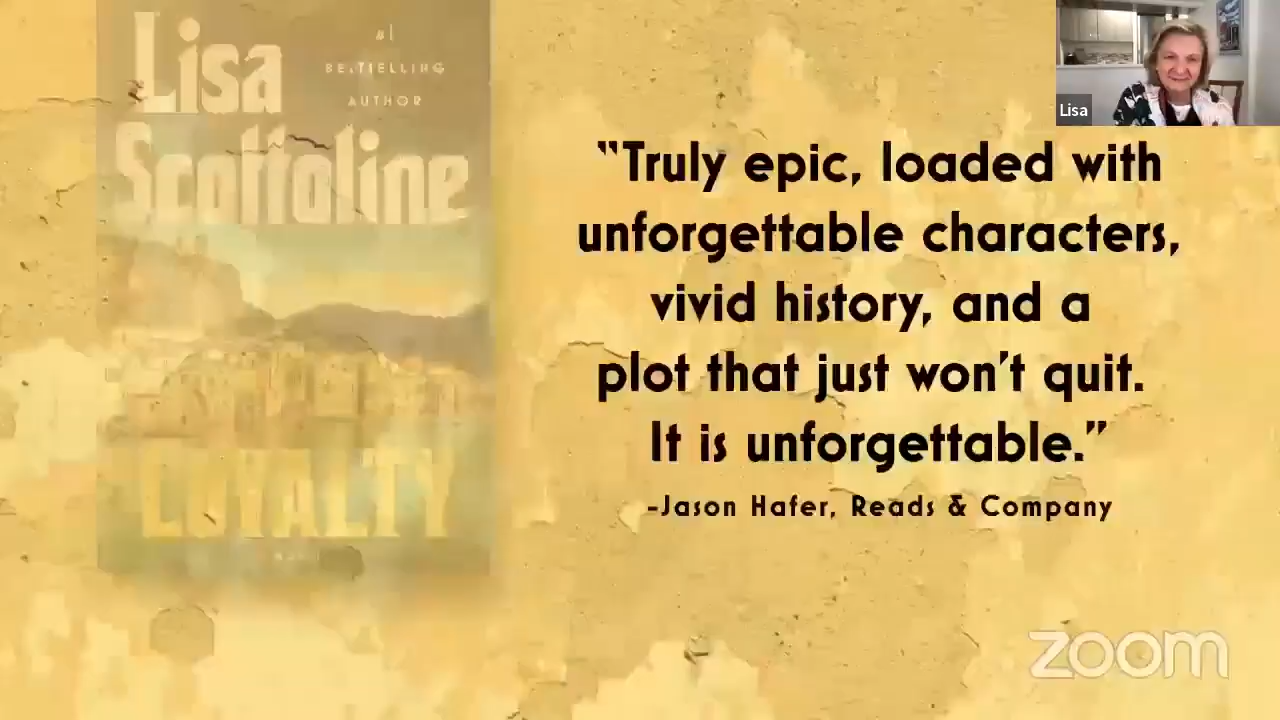 Lisa
#1
BESTSELLING
AUTHOR
Scottoline
LOYALTY
Lisa
“Truly epic, loaded with
unforgettable characters,
vivid history, and a
plot that just won’t quit.
It is unforgettable.”
-Jason Hafer, Reads & Company
zoom